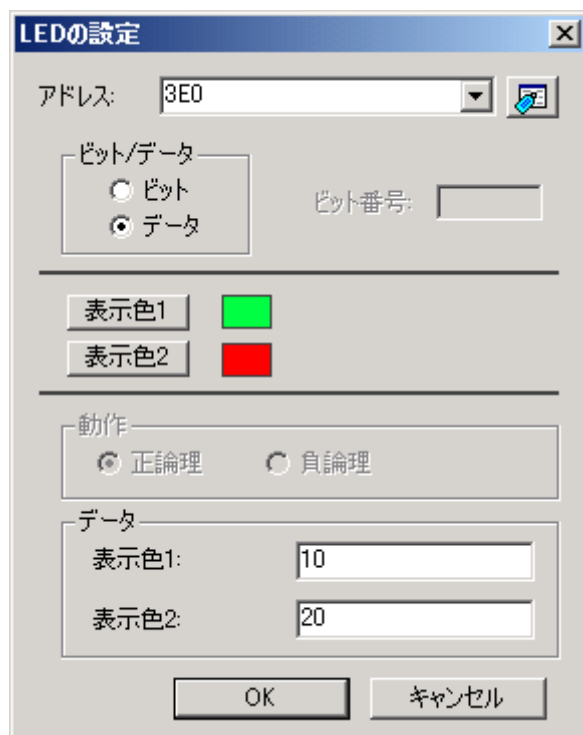 LEDの設定
アドレス: 3E0
ビット/データ
ビット
データ
ビット番号:
表示色1
表示色2
動作
正論理 負論理
データ
表示色1: 10
表示色2: 20
OK キャンセル